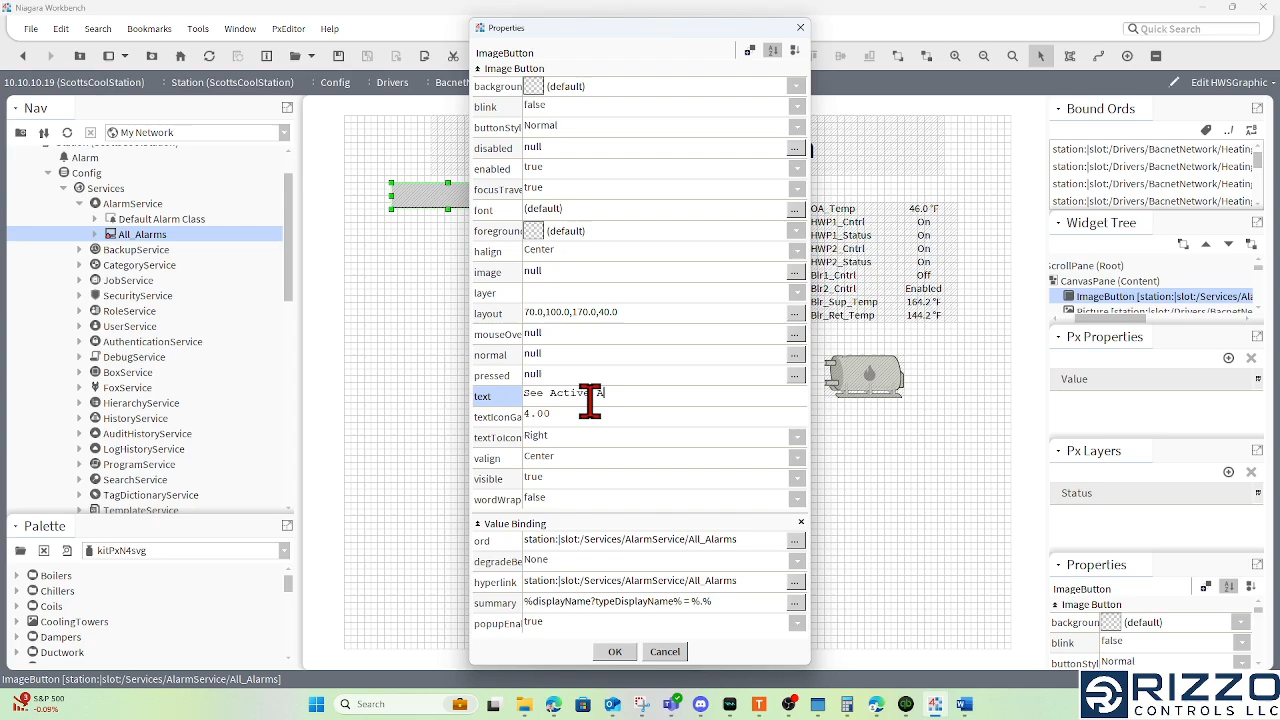 Niagara Workbench
File Edit Search Bookmarks Tools Window PxEditor Help
Quick Search
10.10.10.19 (ScottsCoolStation) Station (ScottsCoolStation) Config Drivers Edit HWSGraphic
Nav
My Network
Alarm
Config
Services
AlarmService
Default Alarm Class
All_Alarms
BackupService
CategoryService
JobService
SecurityService
RoleService
UserService
AuthenticationService
DebugService
BoxService
FoxService
HierarchyService
HistoryService
AuditHistoryService
LogHistoryService
ProgramService
SearchService
TagDictionaryService
TemplateService
Palette
kitPxN4svg
Boilers
Chillers
Coils
CoolingTowers
Dampers
Ductwork
Properties
ImageButton
Image Button
backgroun (default)
blink false
buttonStyl Normal
disabled null
enabled true
focusTrave true
font (default)
foreground (default)
halign Center
image null
layer
layout 70.0,100.0,170.0,40.0
mouseOve null
normal null
pressed null
text See Active A
textIconGa 4.00
textToIcon Right
valign Center
visible true
wordWrap false
Value Binding
ord station:|slot:/Services/AlarmService/All_Alarms
degradeBe None
hyperlink station:|slot:/Services/AlarmService/All_Alarms
summary %displayName?typeDisplayName% = %.%
popupEna true
OK Cancel
OA_Temp 46.0 °F
HWP1_Cntrl On
HWP1_Status On
HWP2_Cntrl On
HWP2_Status On
Blr1_Cntrl Off
Blr2_Cntrl Enabled
Blr_Sup_Temp 164.2 °F
Blr_Ret_Temp 144.2 °F
Bound Ords
station:|slot:/Drivers/BacnetNetwork/Heating
station:|slot:/Drivers/BacnetNetwork/Heating
station:|slot:/Drivers/BacnetNetwork/Heating
station:|slot:/Drivers/BacnetNetwork/Heating
Widget Tree
ScrollPane (Root)
CanvasPane (Content)
ImageButton [station:|slot:/Services/Ala
Px Properties
Value
Px Layers
Status
Properties
ImageButton
Image Button
backgroun (default)
blink false
buttonSty Normal
ImageButton [station:|slot:/Services/AlarmService/All_Alarms]
S&P 500
-0.09%
Search
RIZZO
CONTROLS LLC